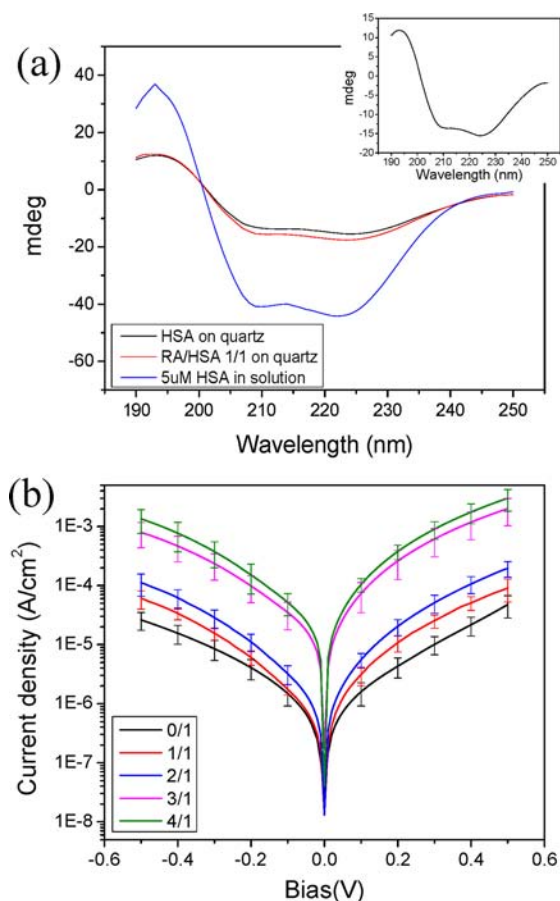 (a)
mdeg
40
20
0
-20
-40
-60
190 200 210 220 230 240 250
Wavelength (nm)
HSA on quartz
RA/HSA 1/1 on quartz
5uM HSA in solution
mdeg
15
10
5
0
-5
-10
-15
-20
190 200 210 220 230 240 250
Wavelength (nm)
(b)
Current density (A/cm²)
1E-3
1E-4
1E-5
1E-6
1E-7
1E-8
-0.6 -0.4 -0.2 0.0 0.2 0.4 0.6
Bias(V)
0/1
1/1
2/1
3/1
4/1